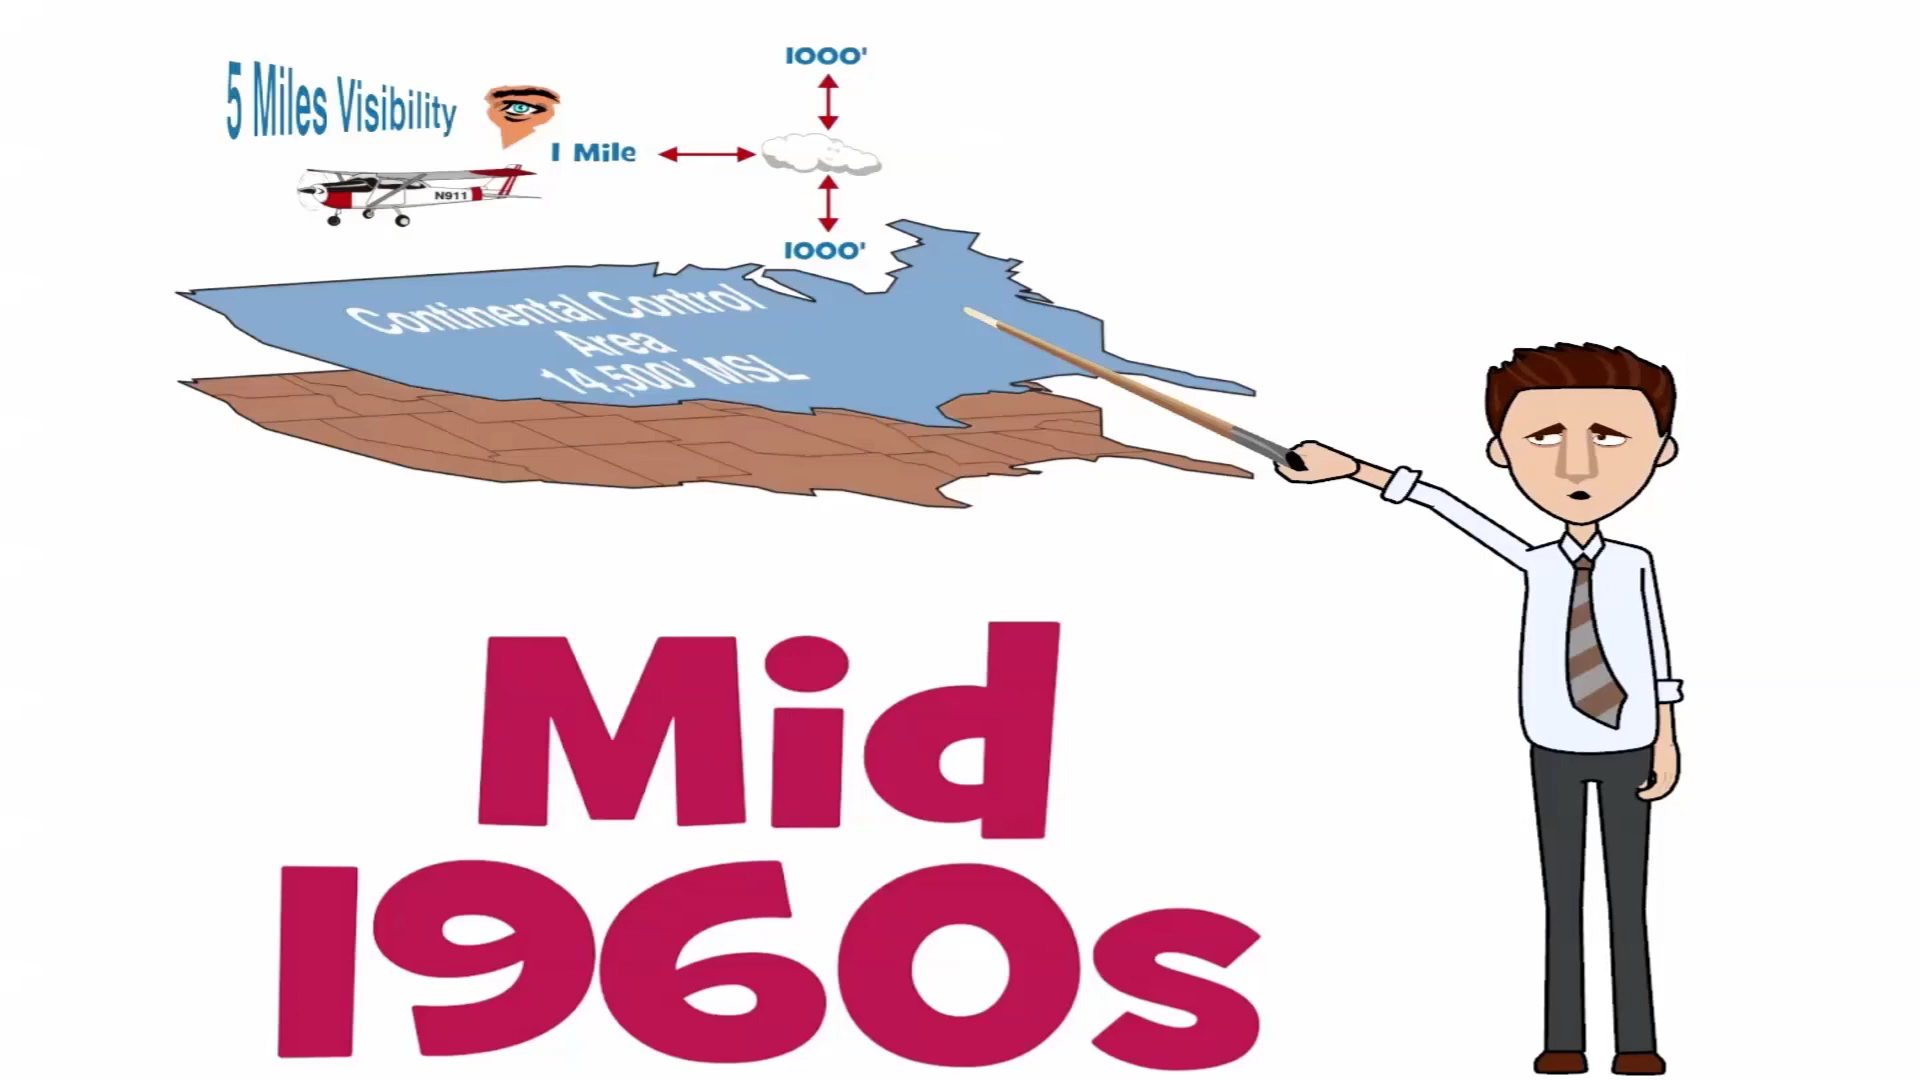 1000'
5 Miles Visibility
1 Mile
N911
1000'
Continental Control
Area
14,500' MSL
Mid
1960s